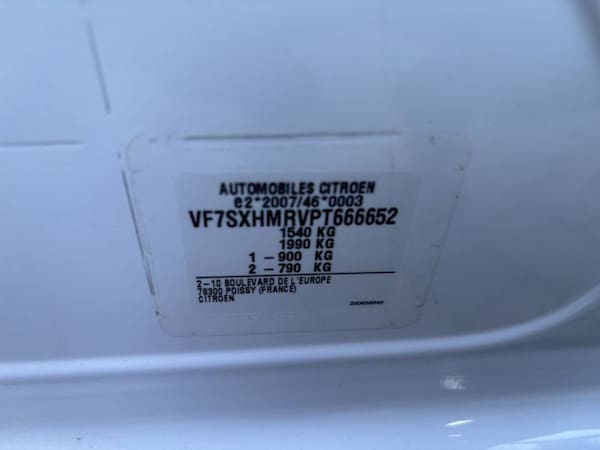 AUTOMOBILES CITROEN
e2*2007/46*0003
VF7SXHMRVPT666652
1540 KG
1990 KG
1 - 900 KG
2 - 790 KG
2-10 BOULEVARD DE L'EUROPE
78300 POISSY (FRANCE)
CITROEN